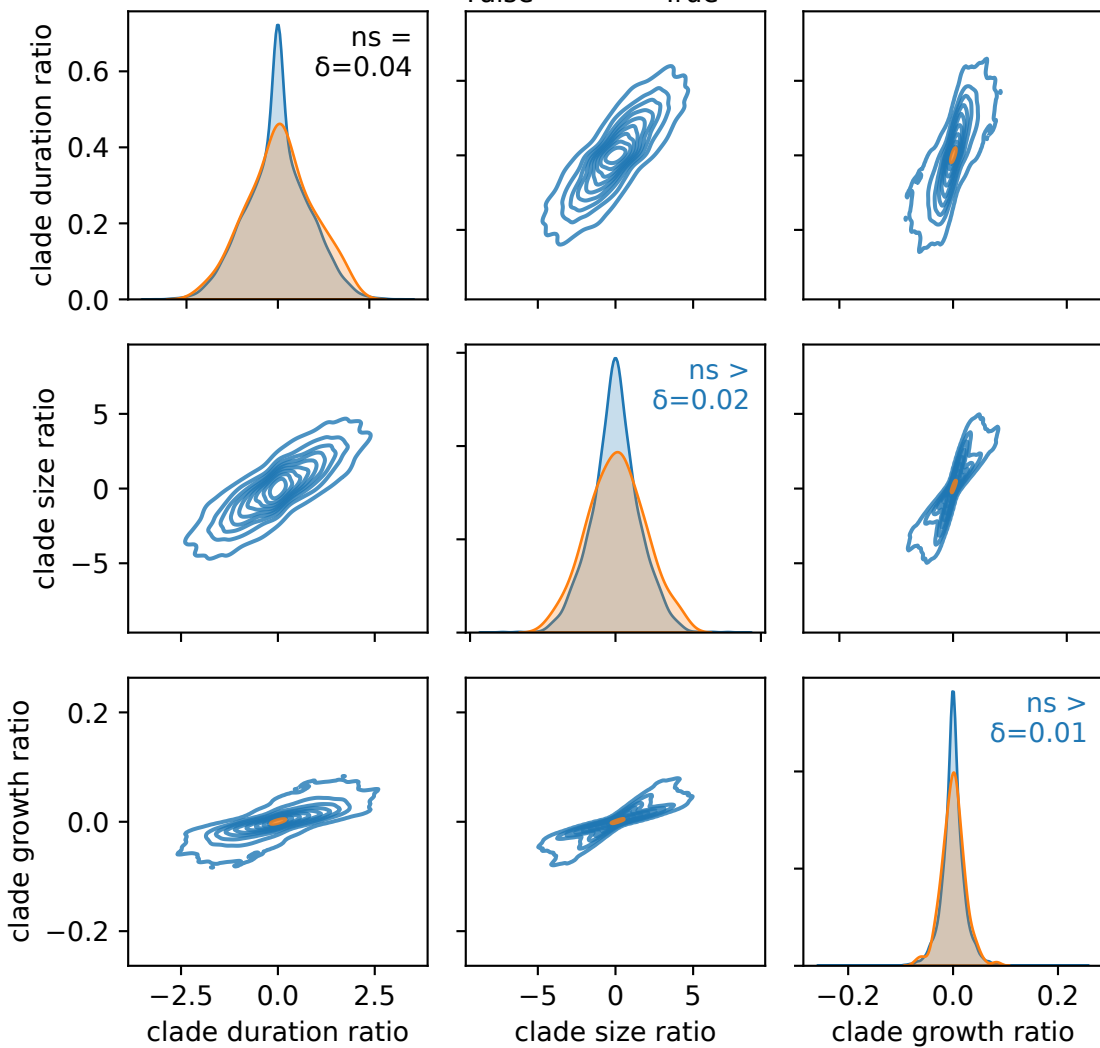 clade duration ratio
0.6
0.4
0.2
0.0
ns =
δ=0.04
clade size ratio
5
0
−5
ns >
δ=0.02
clade growth ratio
0.2
0.0
−0.2
ns >
δ=0.01
−2.5 0.0 2.5
clade duration ratio
−5 0 5
clade size ratio
−0.2 0.0 0.2
clade growth ratio